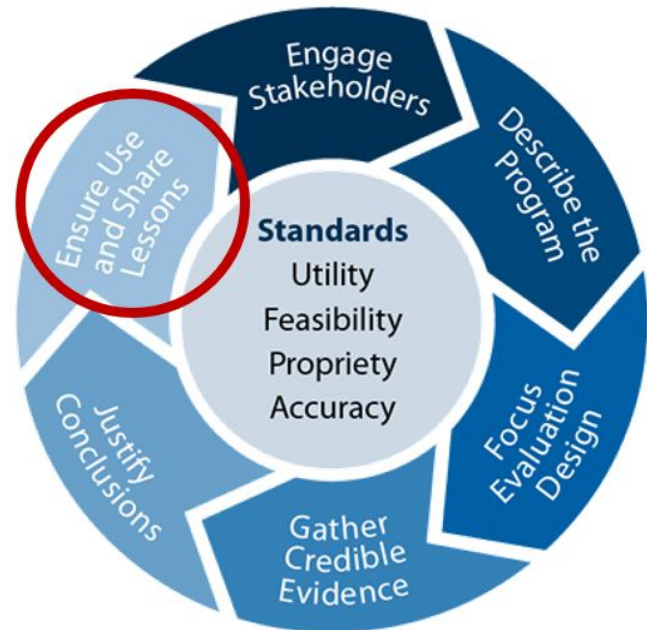 Engage
Stakeholders
Describe the
Program
Focus
Evaluation
Design
Gather
Credible
Evidence
Justify
Conclusions
Ensure Use
and Share
Lessons
Standards
Utility
Feasibility
Propriety
Accuracy